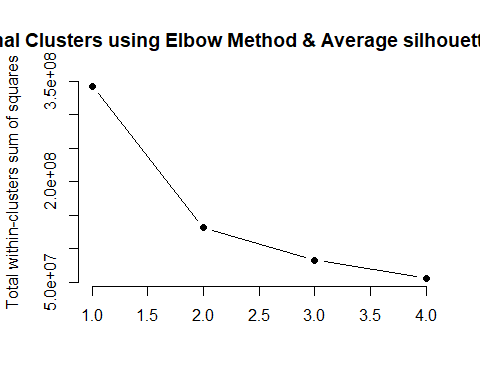 nal Clusters using Elbow Method & Average silhouett
Total within-clusters sum of squares
3.5e+08
2.0e+08
5.0e+07
1.0 1.5 2.0 2.5 3.0 3.5 4.0